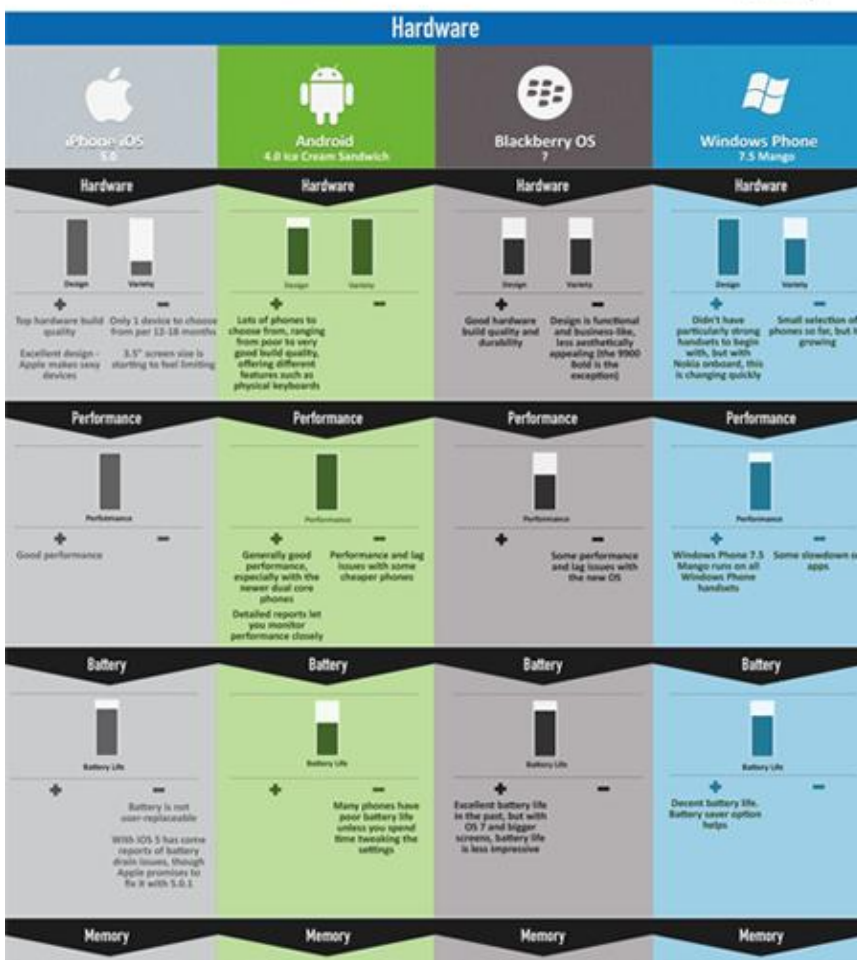 Hardware
iPhone iOS
5.0
Android
4.0 Ice Cream Sandwich
Blackberry OS
7
Windows Phone
7.5 Mango
Hardware
Hardware
Hardware
Hardware
Design
Variety
Design
Variety
Design
Variety
Design
Variety
+
-
+
-
+
-
+
-
Top hardware build
quality
Excellent design -
Apple makes sexy
devices
Only 1 device to choose
from per 12-18 months
3.5" screen size is
starting to feel limiting
Lots of phones to
choose from, ranging
from poor to very
good build quality,
offering different
features such as
physical keyboards
Good hardware
build quality and
durability
Design is functional
and business-like,
less aesthetically
appealing (the 9900
Bold is the
exception)
Didn't have
particularly strong
handsets to begin
with, but with
Nokia onboard, this
is changing quickly
Small selection of
phones so far, but
growing
Performance
Performance
Performance
Performance
Performance
Performance
Performance
Performance
+
-
+
-
+
-
+
-
Good performance
Generally good
performance,
especially with the
newer dual core
phones
Detailed reports let
you monitor
performance closely
Performance and lag
issues with some
cheaper phones
Some performance
and lag issues with
the new OS
Windows Phone 7.5
Mango runs on all
Windows Phone
handsets
Some slowdown
apps
Battery
Battery
Battery
Battery
Battery Life
Battery Life
Battery Life
Battery Life
+
-
+
-
+
-
+
-
Battery is not
user-replaceable
With iOS 5 has come
reports of battery
drain issues, though
Apple promises to
fix it with 5.0.1
Many phones have
poor battery life
unless you spend
time tweaking the
settings
Excellent battery life
in the past, but with
OS 7 and bigger
screens, battery life
is less impressive
Decent battery life.
Battery saver option
helps
Memory
Memory
Memory
Memory